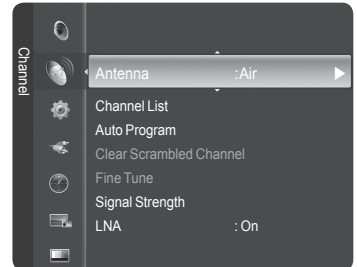 Channel
Antenna :Air
Channel List
Auto Program
Clear Scrambled Channel
Fine Tune
Signal Strength
LNA : On